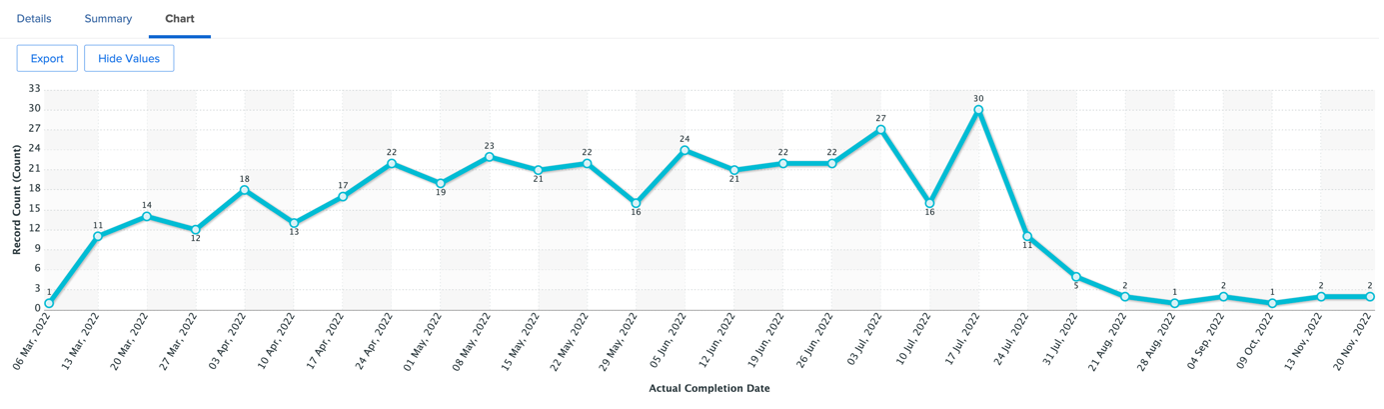 Details Summary Chart
Export Hide Values
33
30
27
24
21
18
15
12
9
6
3
0
Record Count (Count)
1 11 14 12 18 13 17 22 19 23 21 22 16 24 21 22 22 27 16 30 11 5 2 1 2 1 2 2
06 Mar, 2022 13 Mar, 2022 20 Mar, 2022 27 Mar, 2022 03 Apr, 2022 10 Apr, 2022 17 Apr, 2022 24 Apr, 2022 01 May, 2022 08 May, 2022 15 May, 2022 22 May, 2022 29 May, 2022 05 Jun, 2022 12 Jun, 2022 19 Jun, 2022 26 Jun, 2022 03 Jul, 2022 10 Jul, 2022 17 Jul, 2022 24 Jul, 2022 31 Jul, 2022 21 Aug, 2022 28 Aug, 2022 04 Sep, 2022 09 Oct, 2022 13 Nov, 2022 20 Nov, 2022
Actual Completion Date